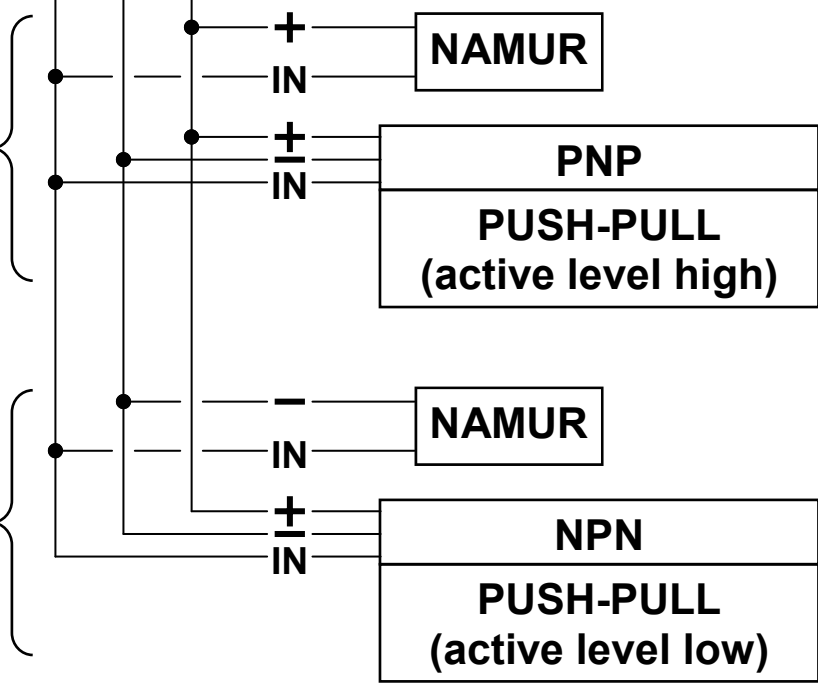 +
NAMUR
IN
+
−
IN
PNP
PUSH-PULL
(active level high)
−
NAMUR
IN
+
−
IN
NPN
PUSH-PULL
(active level low)